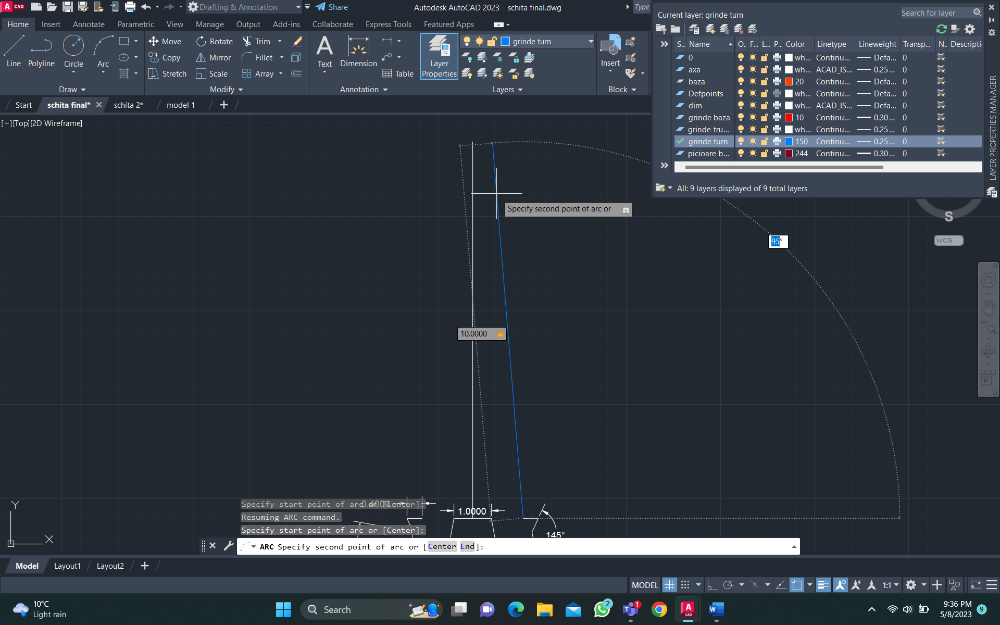 A CAD
Drafting & Annotation
Share
Autodesk AutoCAD 2023 schita final.dwg
Type
Home Insert Annotate Parametric View Manage Output Add-ins Collaborate Express Tools Featured Apps
Line Polyline Circle Arc
Move Rotate Trim
Copy Mirror Fillet
Stretch Scale Array
Text Dimension
Table
Layer Properties
grinde turn
Insert
Draw Modify Annotation Layers Block
Start schita final* schita 2* model 1
[−][Top][2D Wireframe]
Current layer: grinde turn
Search for layer
S... Name O. F... L... P... Color Linetype Lineweight Transp... N.. Descripti
0 wh... Continu... Defa... 0
axa wh... ACAD_IS... 0.25... 0
baza 20 Continu... Defa... 0
Defpoints wh... Continu... Defa... 0
dim wh... ACAD_IS... Defa... 0
grinde baza 10 Continu... 0.30... 0
grinde tru... wh... Continu... 0.25... 0
grinde turn 150 Continu... 0.25... 0
picioare b... 244 Continu... 0.30... 0
All: 9 layers displayed of 9 total layers
LAYER PROPERTIES MANAGER
Specify second point of arc or
S
WCS
95°
10.0000
0.4000
1.0000
145°
Y
X
Specify start point of arc or [Center]:
Resuming ARC command.
Specify start point of arc or [Center]:
ARC Specify second point of arc or [Center End]:
Model Layout1 Layout2
MODEL 1:1
10°C
Light rain
Search
2
1
A CAD
W
9:36 PM
5/8/2023
9